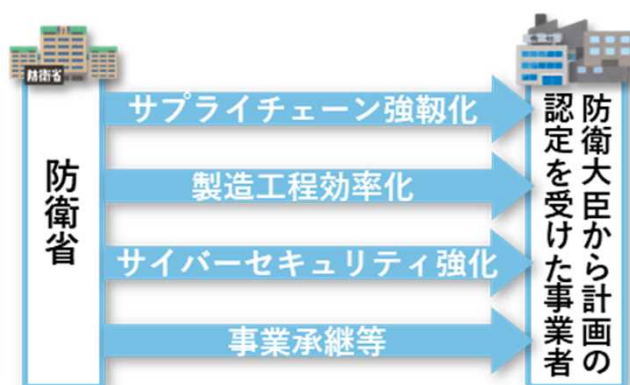 防衛省
防衛省
サプライチェーン強靱化
製造工程効率化
サイバーセキュリティ強化
事業承継等
会社
防衛大臣から計画の
認定を受けた事業者